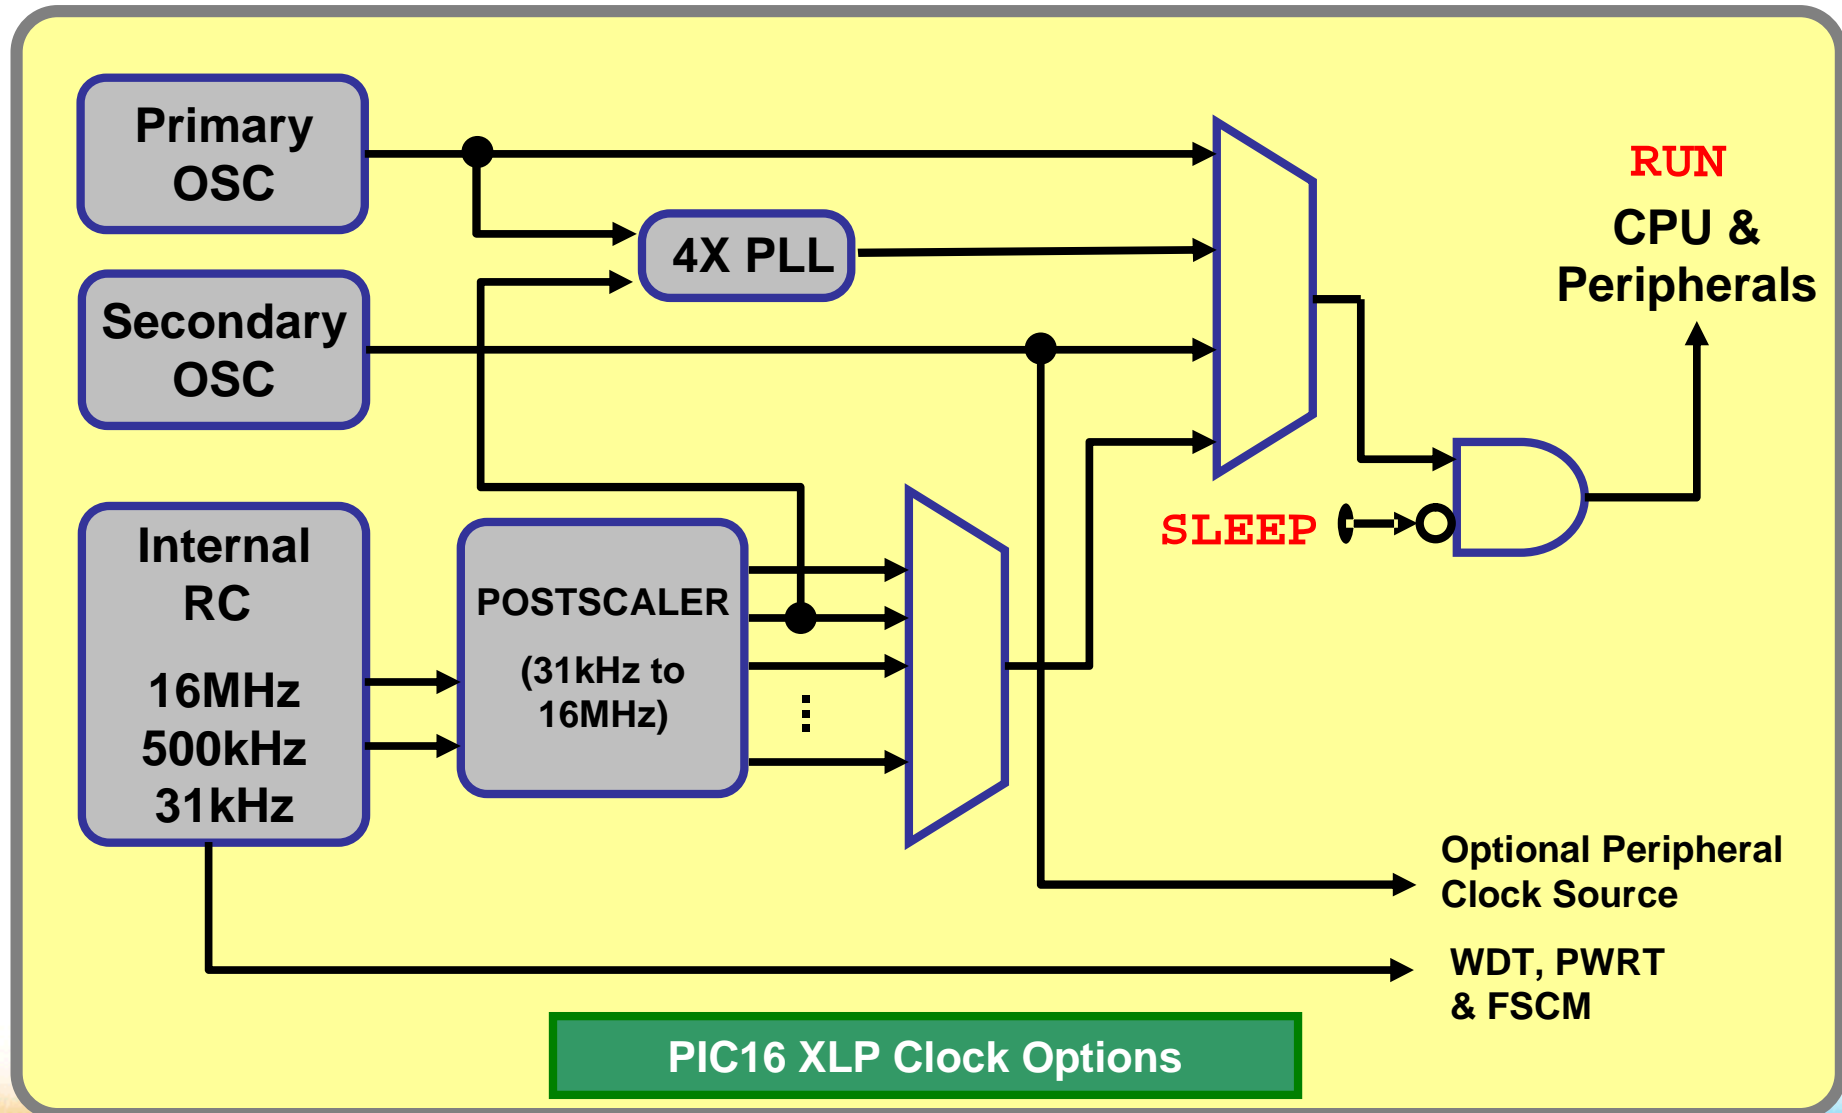 Primary
OSC
4X PLL
Secondary
OSC
RUN
CPU &
Peripherals
Internal
RC
16MHz
500kHz
31kHz
POSTSCALER
(31kHz to
16MHz)
SLEEP
Optional Peripheral
Clock Source
WDT, PWRT
& FSCM
PIC16 XLP Clock Options